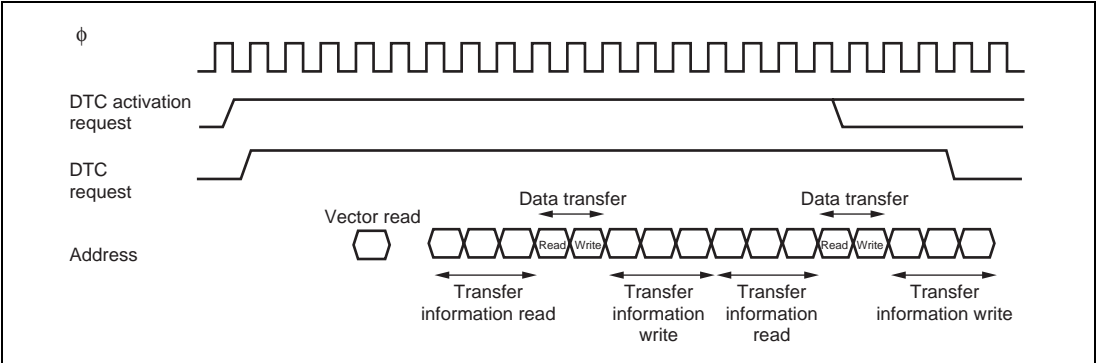 φ
DTC activation
request
DTC
request
Data transfer
Data transfer
Vector read
Address
Read
Write
Read
Write
Transfer
information read
Transfer
information
write
Transfer
information
read
Transfer
information write